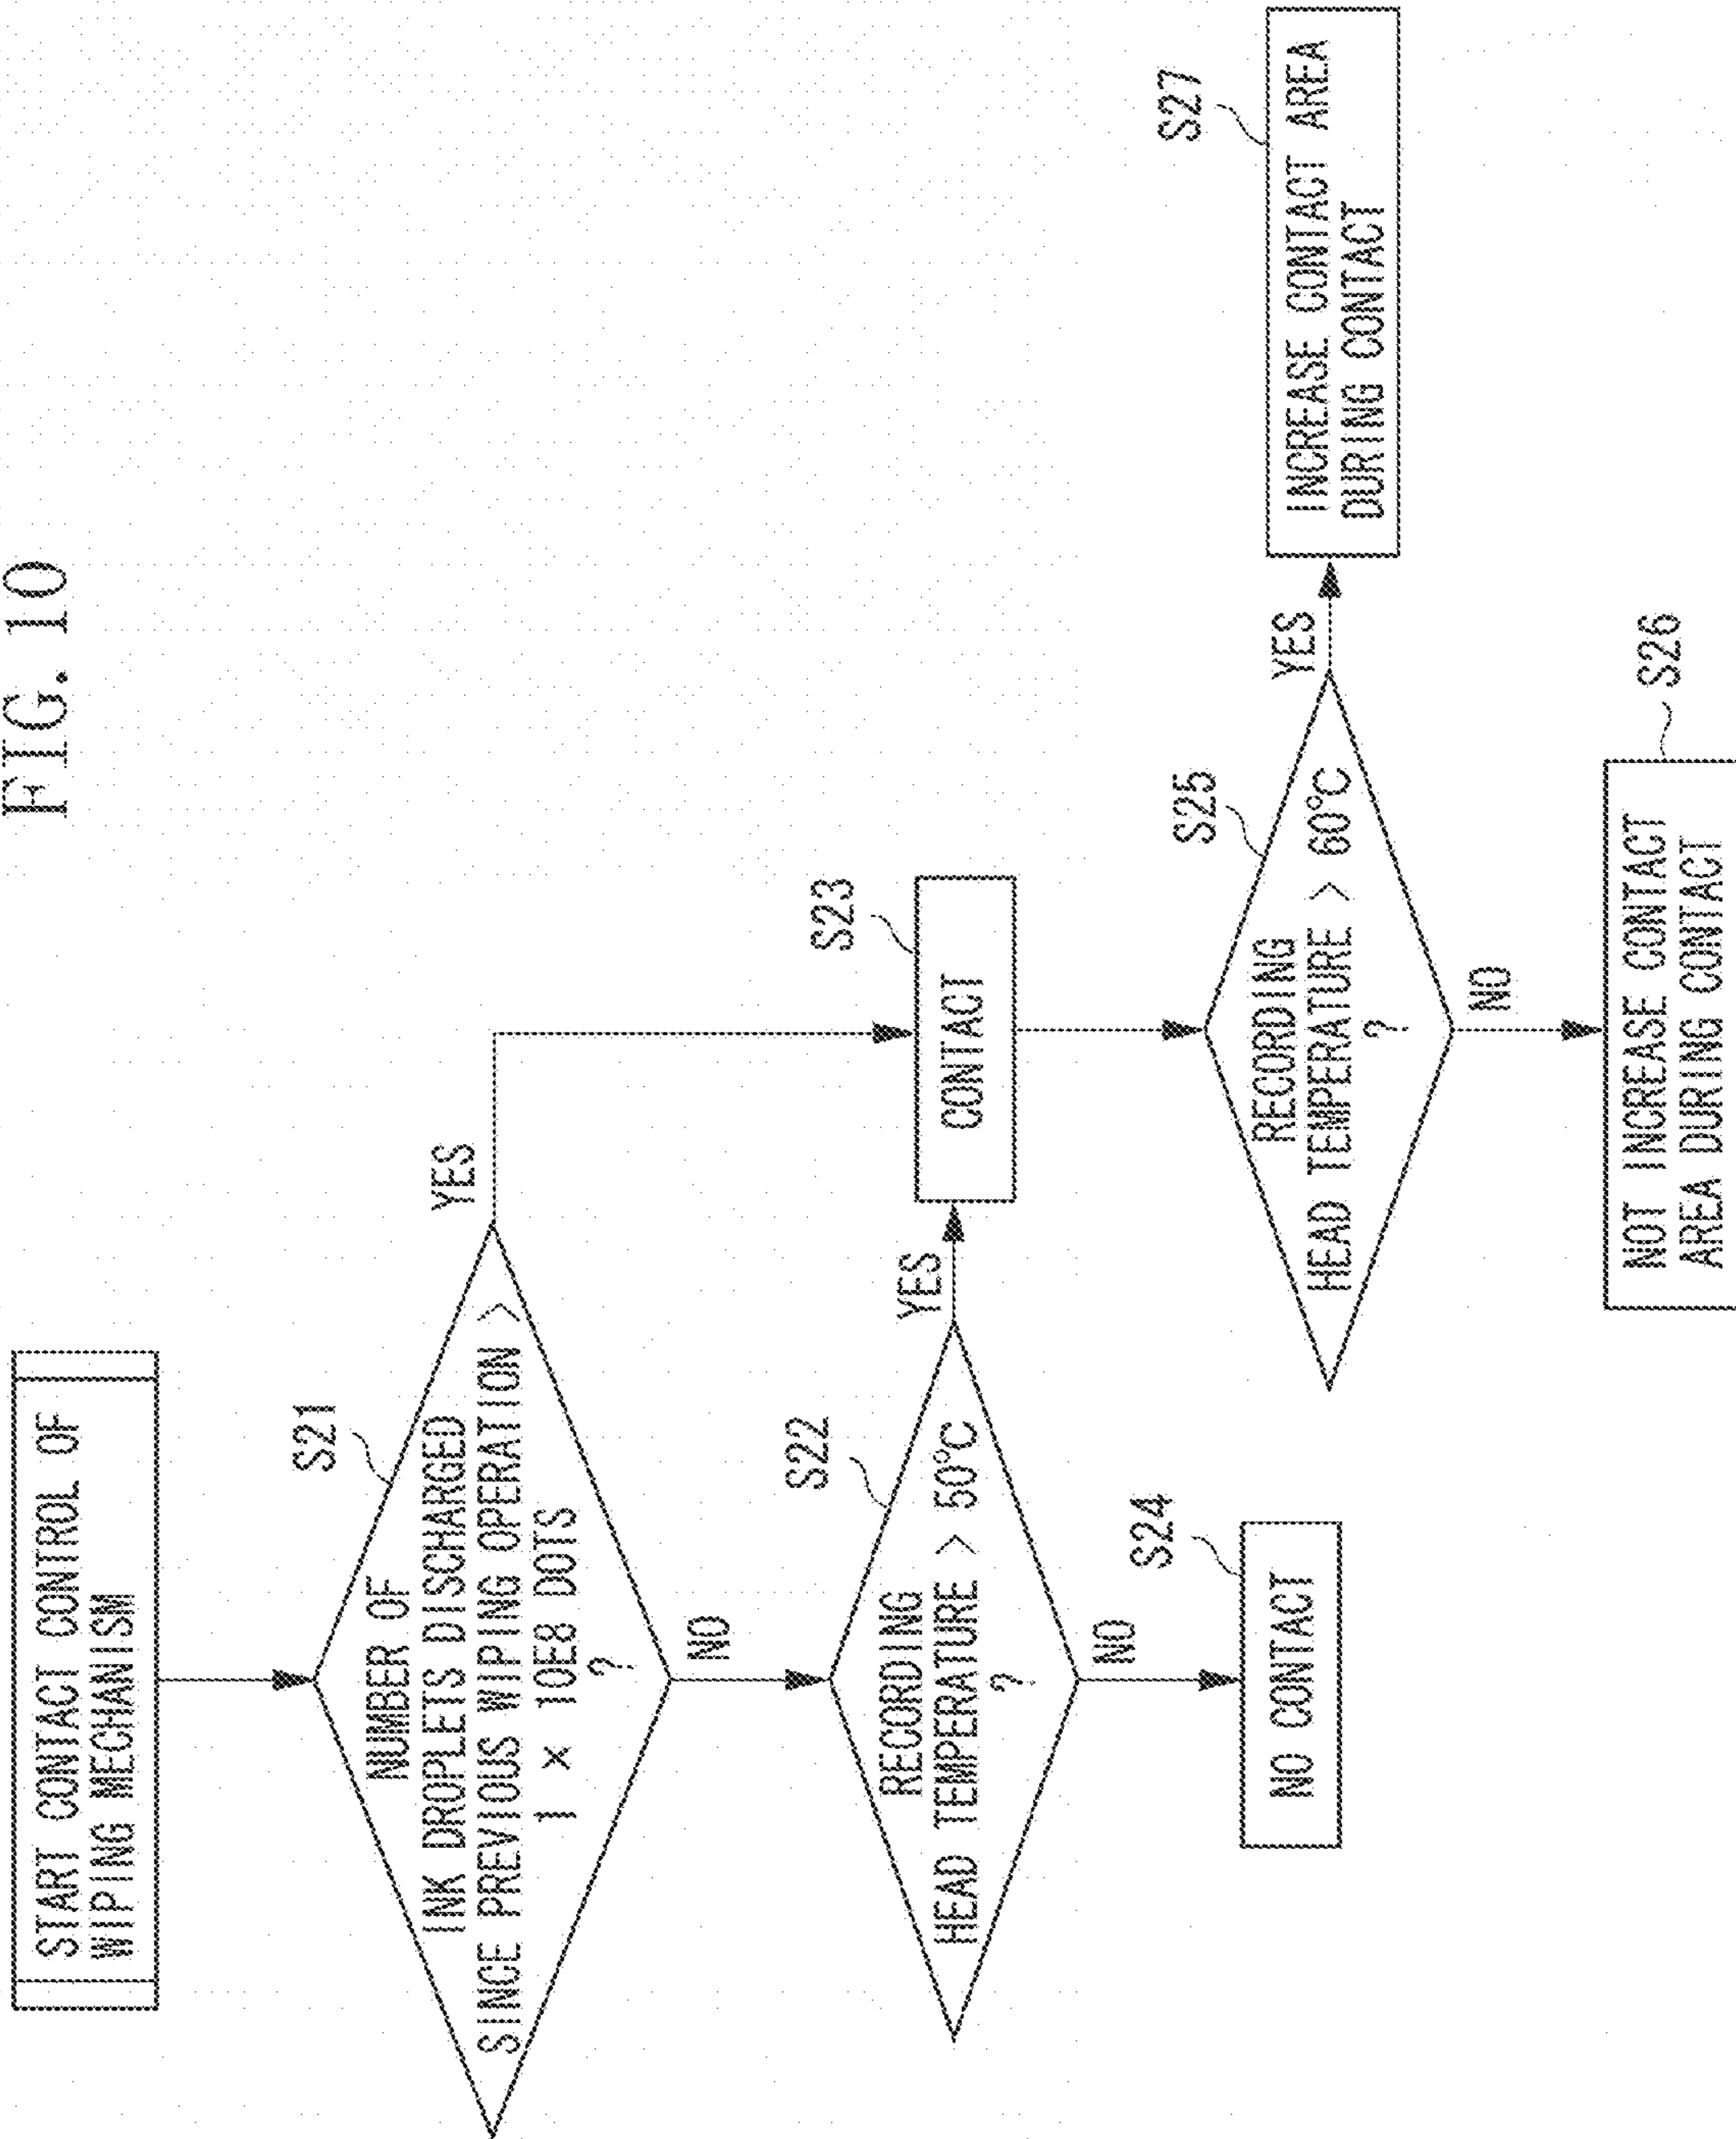 FIG. 10
START CONTACT CONTROL OF
WIPING MECHANISM
S21
NUMBER OF
INK DROPLETS DISCHARGED
SINCE PREVIOUS WIPING OPERATION >
1 × 10E8 DOTS
?
YES
NO
S22
RECORDING
HEAD TEMPERATURE > 50°C
?
YES
NO
S23
CONTACT
S24
NO CONTACT
S25
RECORDING
HEAD TEMPERATURE > 60°C
?
YES
NO
S27
INCREASE CONTACT AREA
DURING CONTACT
S26
NOT INCREASE CONTACT
AREA DURING CONTACT